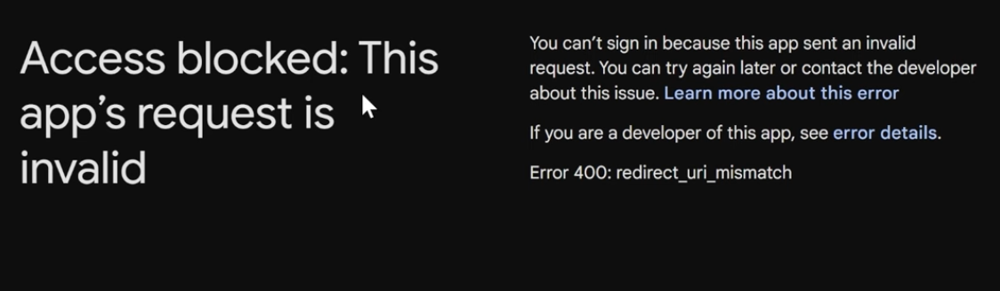 Access blocked: This
app’s request is
invalid
You can’t sign in because this app sent an invalid
request. You can try again later or contact the developer
about this issue. Learn more about this error
If you are a developer of this app, see error details.
Error 400: redirect_uri_mismatch